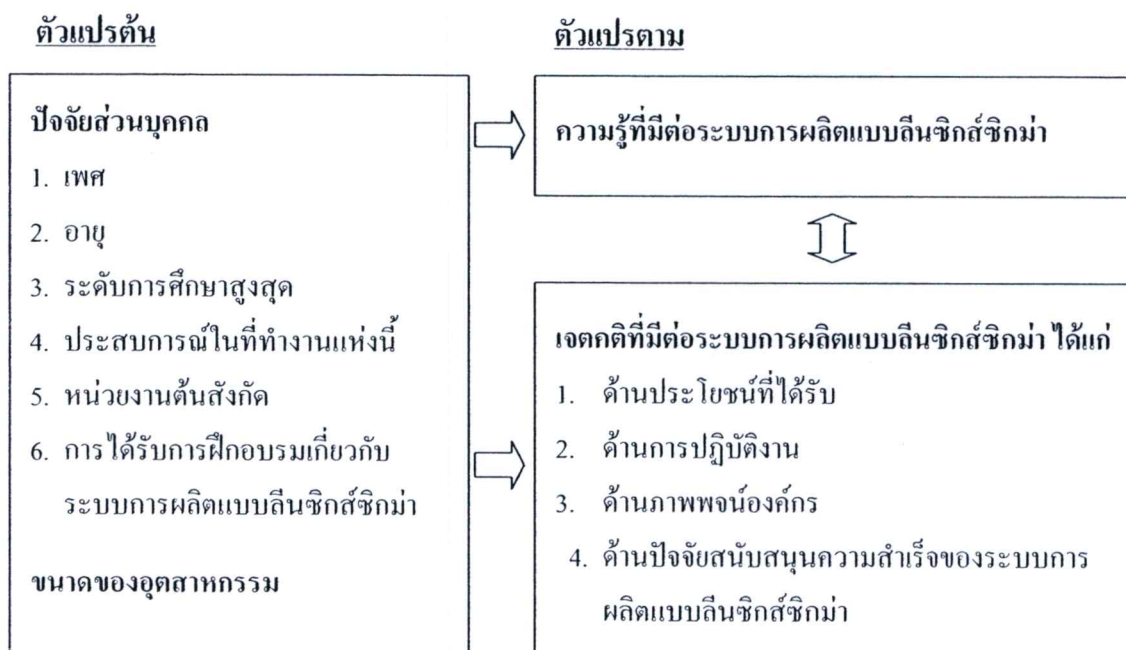 ตัวแปรต้น
ปัจจัยส่วนบุคคล
1. เพศ
2. อายุ
3. ระดับการศึกษาสูงสุด
4. ประสบการณ์ในที่ทำงานแห่งนี้
5. หน่วยงานต้นสังกัด
6. การได้รับการฝึกอบรมเกี่ยวกับ
ระบบการผลิตแบบลีนซิกส์ซิกม่า
ขนาดของอุตสาหกรรม
ตัวแปรตาม
ความรู้ที่มีต่อระบบการผลิตแบบลีนซิกส์ซิกม่า
เจตคติที่มีต่อระบบการผลิตแบบลีนซิกส์ซิกม่า ได้แก่
1. ด้านประโยชน์ที่ได้รับ
2. ด้านการปฏิบัติงาน
3. ด้านภาพพจน์องค์กร
4. ด้านปัจจัยสนับสนุนความสำเร็จของระบบการ
ผลิตแบบลีนซิกส์ซิกม่า